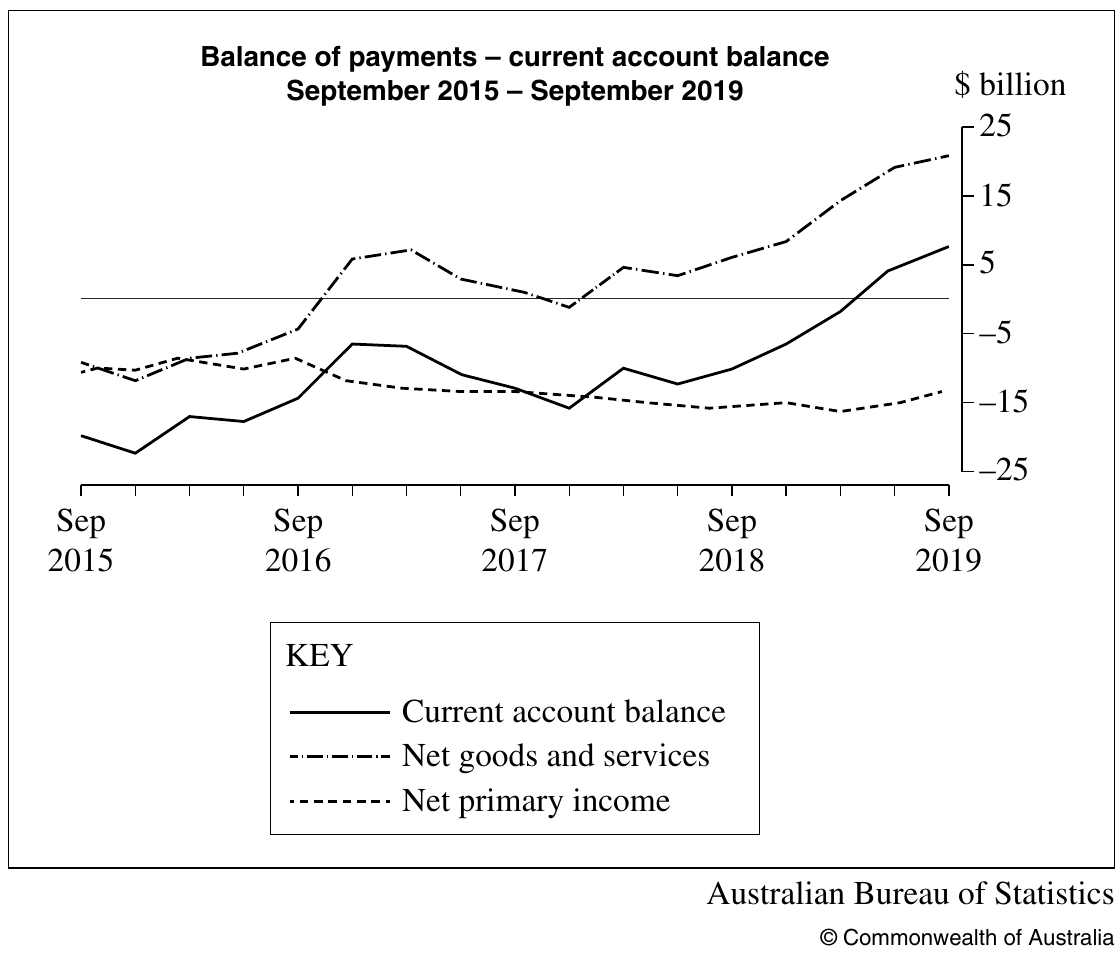 Balance of payments – current account balance
September 2015 – September 2019
$ billion
25
15
5
–5
–15
–25
Sep Sep Sep Sep Sep
2015 2016 2017 2018 2019
KEY
Current account balance
Net goods and services
Net primary income
Australian Bureau of Statistics
© Commonwealth of Australia